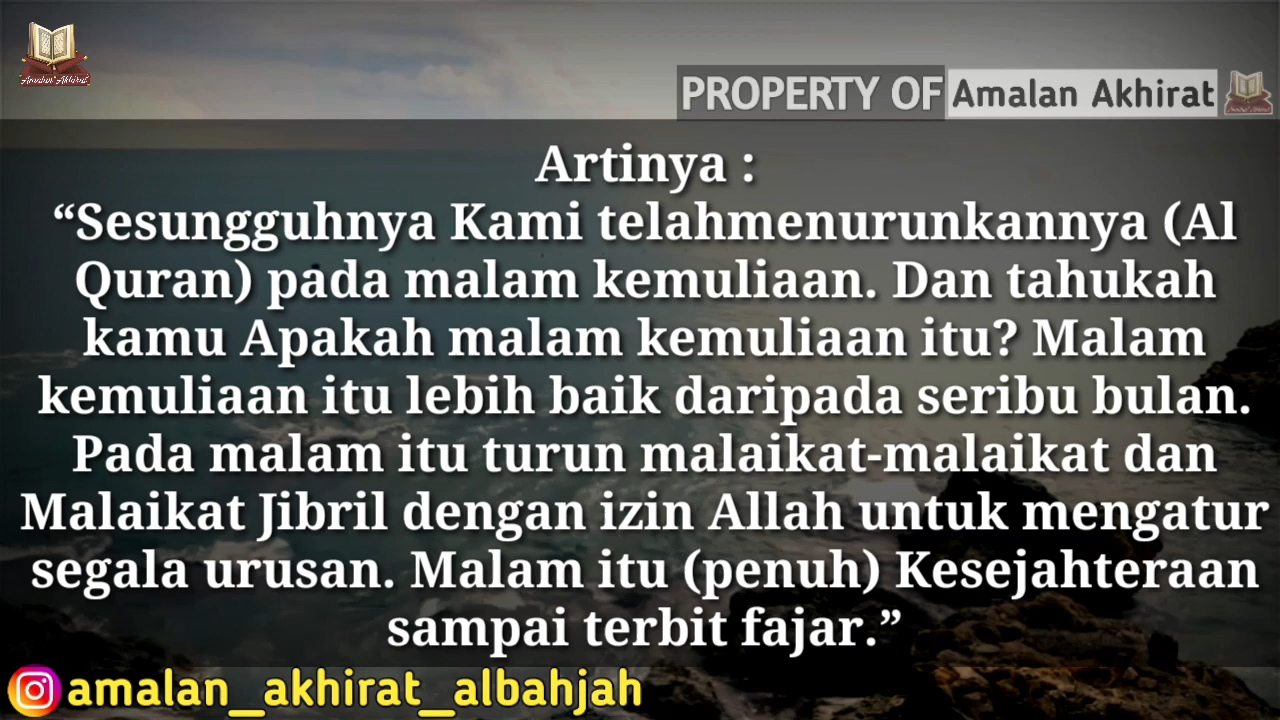 Amalan Akhirat
PROPERTY OF Amalan Akhirat
Artinya :
“Sesungguhnya Kami telahmenurunkannya (Al
Quran) pada malam kemuliaan. Dan tahukah
kamu Apakah malam kemuliaan itu? Malam
kemuliaan itu lebih baik daripada seribu bulan.
Pada malam itu turun malaikat-malaikat dan
Malaikat Jibril dengan izin Allah untuk mengatur
segala urusan. Malam itu (penuh) Kesejahteraan
sampai terbit fajar.”
amalan_akhirat_albahjah